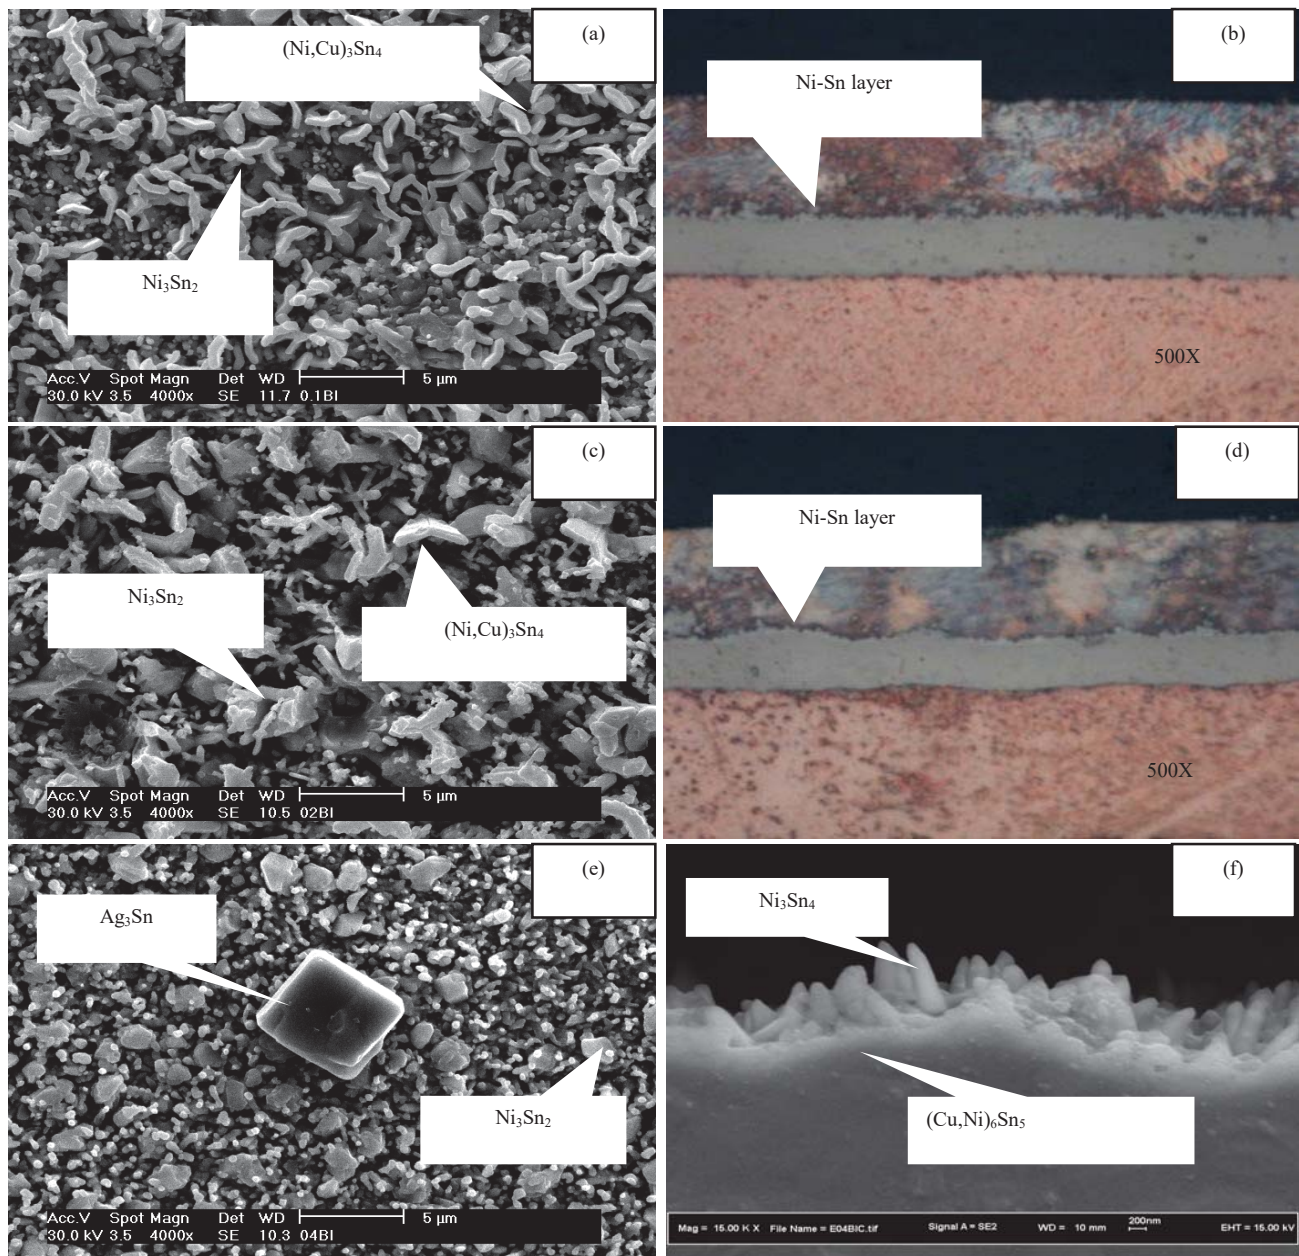 (a)
(Ni,Cu)₃Sn₄
Ni₃Sn₂
Acc.V Spot Magn Det WD 5 μm
30.0 kV 3.5 4000x SE 11.7 0.1BI
(b)
Ni-Sn layer
500X
(c)
Ni₃Sn₂
(Ni,Cu)₃Sn₄
Acc.V Spot Magn Det WD 5 μm
30.0 kV 3.5 4000x SE 10.5 02BI
(d)
Ni-Sn layer
500X
(e)
Ag₃Sn
Ni₃Sn₂
Acc.V Spot Magn Det WD 5 μm
30.0 kV 3.5 4000x SE 10.3 04BI
(f)
Ni₃Sn₄
(Cu,Ni)₆Sn₅
Mag = 15.00 K X File Name = E04BIC.tif Signal A = SE2 WD = 10 mm 200nm EHT = 15.00 kV